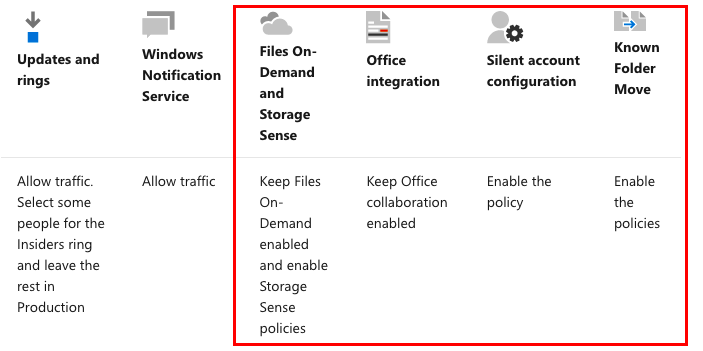 Updates and
rings
Windows
Notification
Service
Files On-
Demand
and
Storage
Sense
Office
integration
Silent account
configuration
Known
Folder
Move
Allow traffic.
Select some
people for the
Insiders ring
and leave the
rest in
Production
Allow traffic
Keep Files
On-
Demand
enabled
and enable
Storage
Sense
policies
Keep Office
collaboration
enabled
Enable the
policy
Enable
the
policies